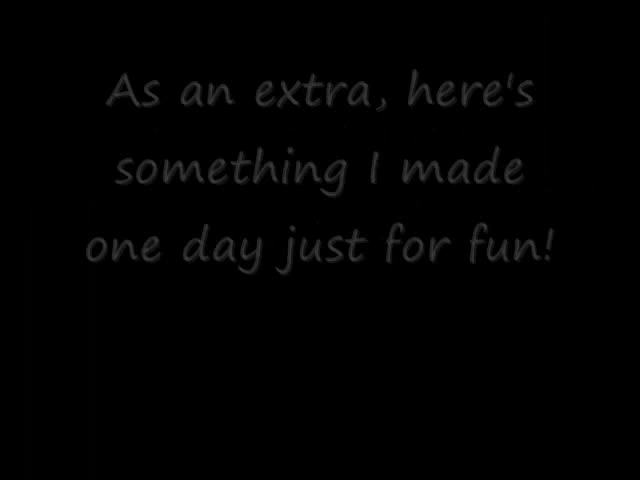 As an extra, here's
something I made
one day just for fun!